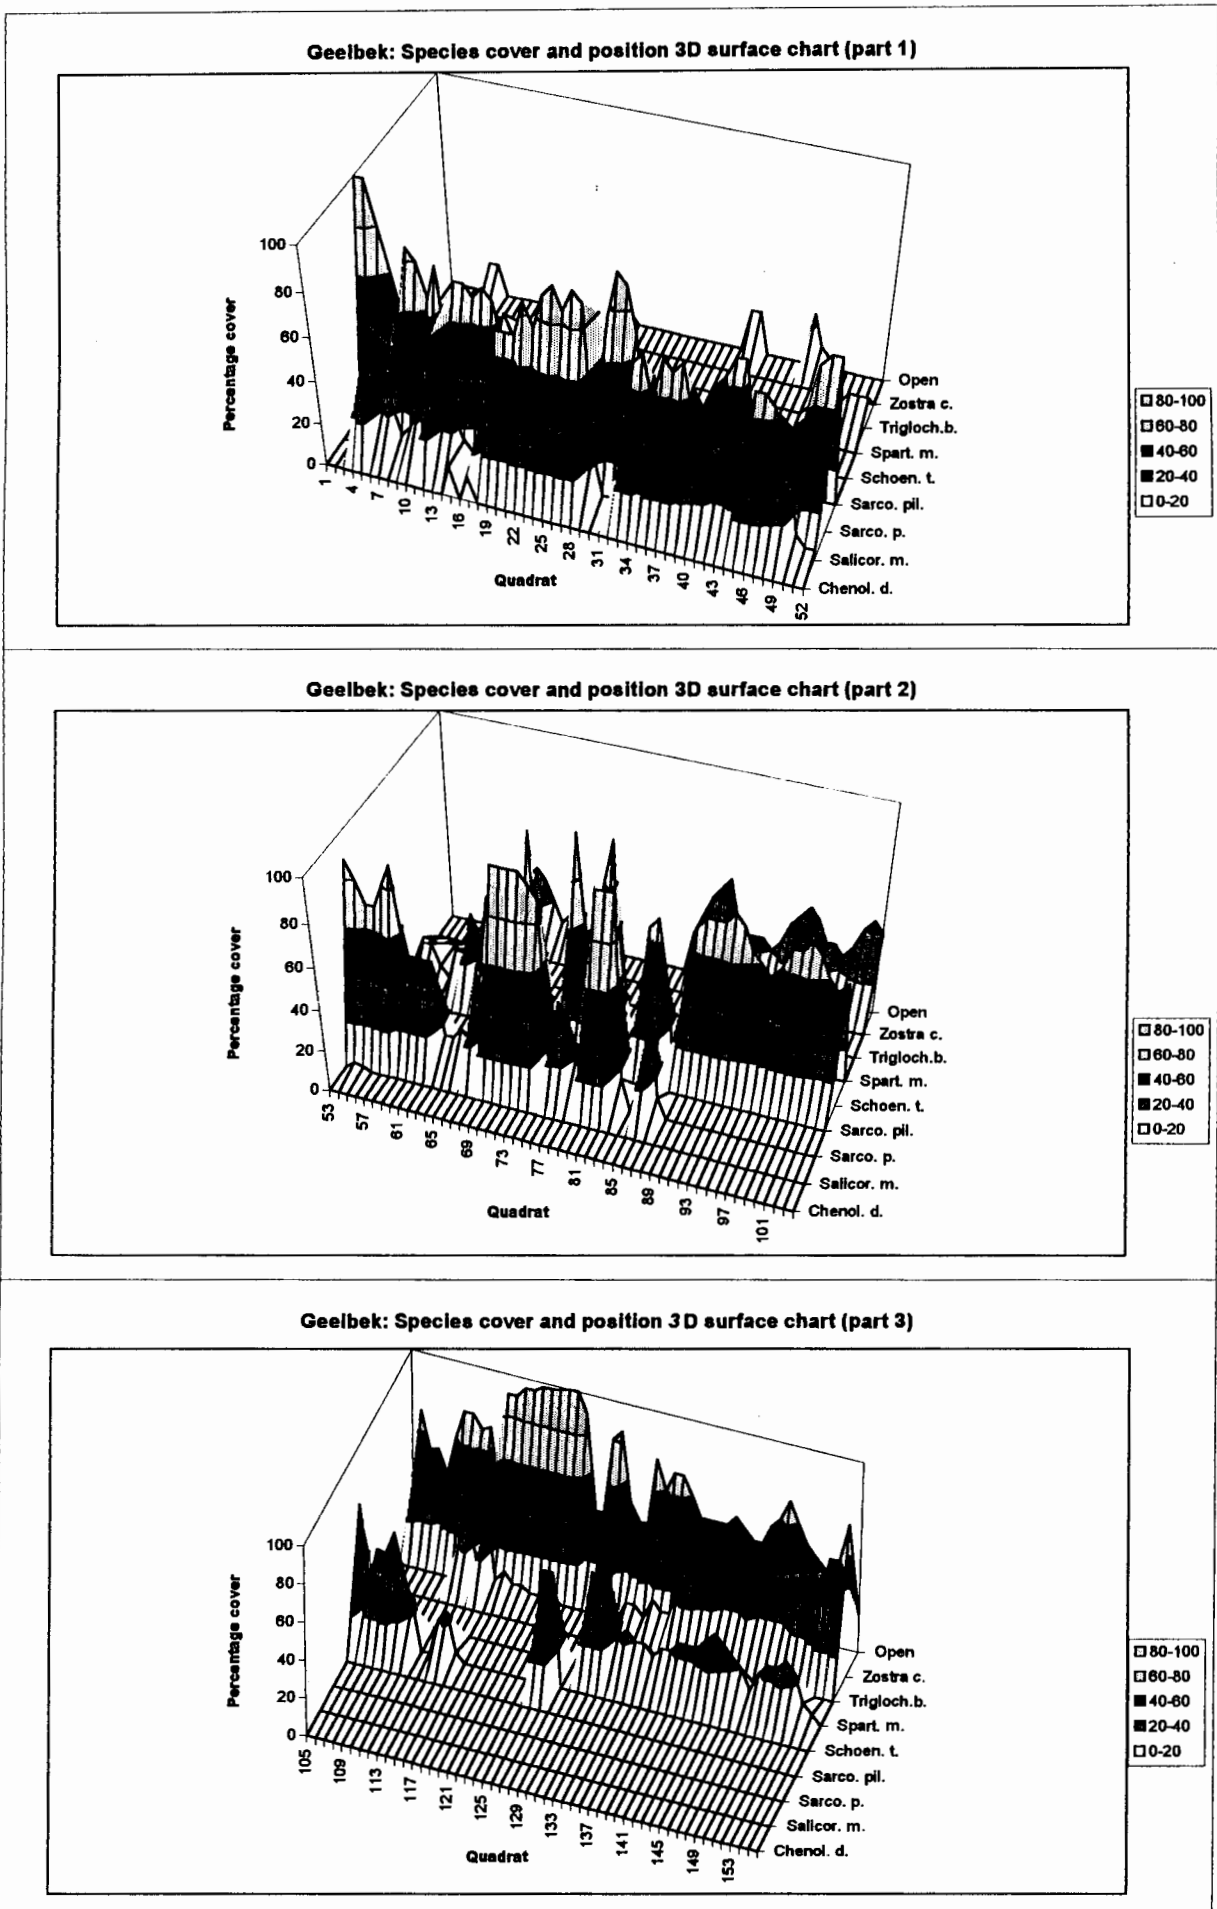 Geelbek: Species cover and position 3D surface chart (part 1)
100
80
60
40
20
0
Percentage cover
1
4
7
10
13
16
19
22
25
28
31
34
37
40
43
46
49
52
Quadrat
Open
Zostra c.
Trigloch.b.
Spart. m.
Schoen. t.
Sarco. pil.
Sarco. p.
Salicor. m.
Chenol. d.
80-100
60-80
40-60
20-40
0-20
Geelbek: Species cover and position 3D surface chart (part 2)
100
80
60
40
20
0
Percentage cover
53
57
61
65
69
73
77
81
85
89
93
97
101
Quadrat
Open
Zostra c.
Trigloch.b.
Spart. m.
Schoen. t.
Sarco. pil.
Sarco. p.
Salicor. m.
Chenol. d.
80-100
60-80
40-60
20-40
0-20
Geelbek: Species cover and position 3D surface chart (part 3)
100
80
60
40
20
0
Percentage cover
105
109
113
117
121
125
129
133
137
141
145
149
153
Quadrat
Open
Zostra c.
Trigloch.b.
Spart. m.
Schoen. t.
Sarco. pil.
Sarco. p.
Salicor. m.
Chenol. d.
80-100
60-80
40-60
20-40
0-20